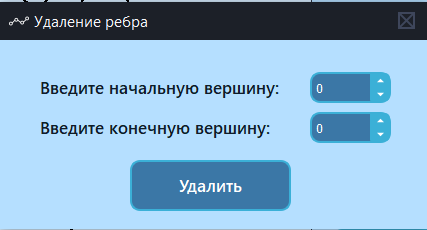 Удаление ребра
Введите начальную вершину: 0
Введите конечную вершину: 0
Удалить